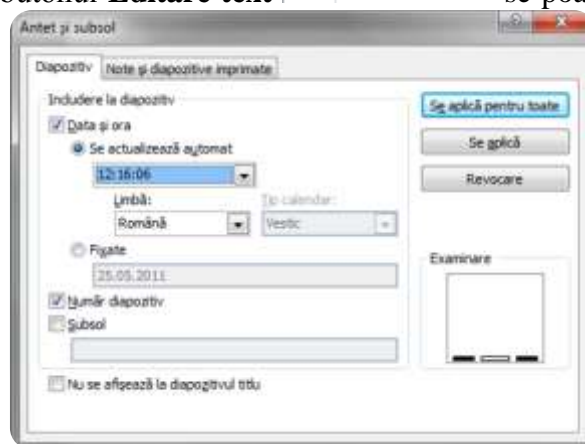 butonul Editare text se poa
Antet și subsol
Diapozitiv Note și diapozitive imprimate
Includere la diapozitiv
Data și ora
Se actualizează automat
12:16:06
Limbă: Tip calendar:
Română Vestic
Fixate
25.05.2011
Număr diapozitiv
Subsol
Nu se afișează la diapozitivul titlu
Se aplică pentru toate
Se aplică
Revocare
Examinare